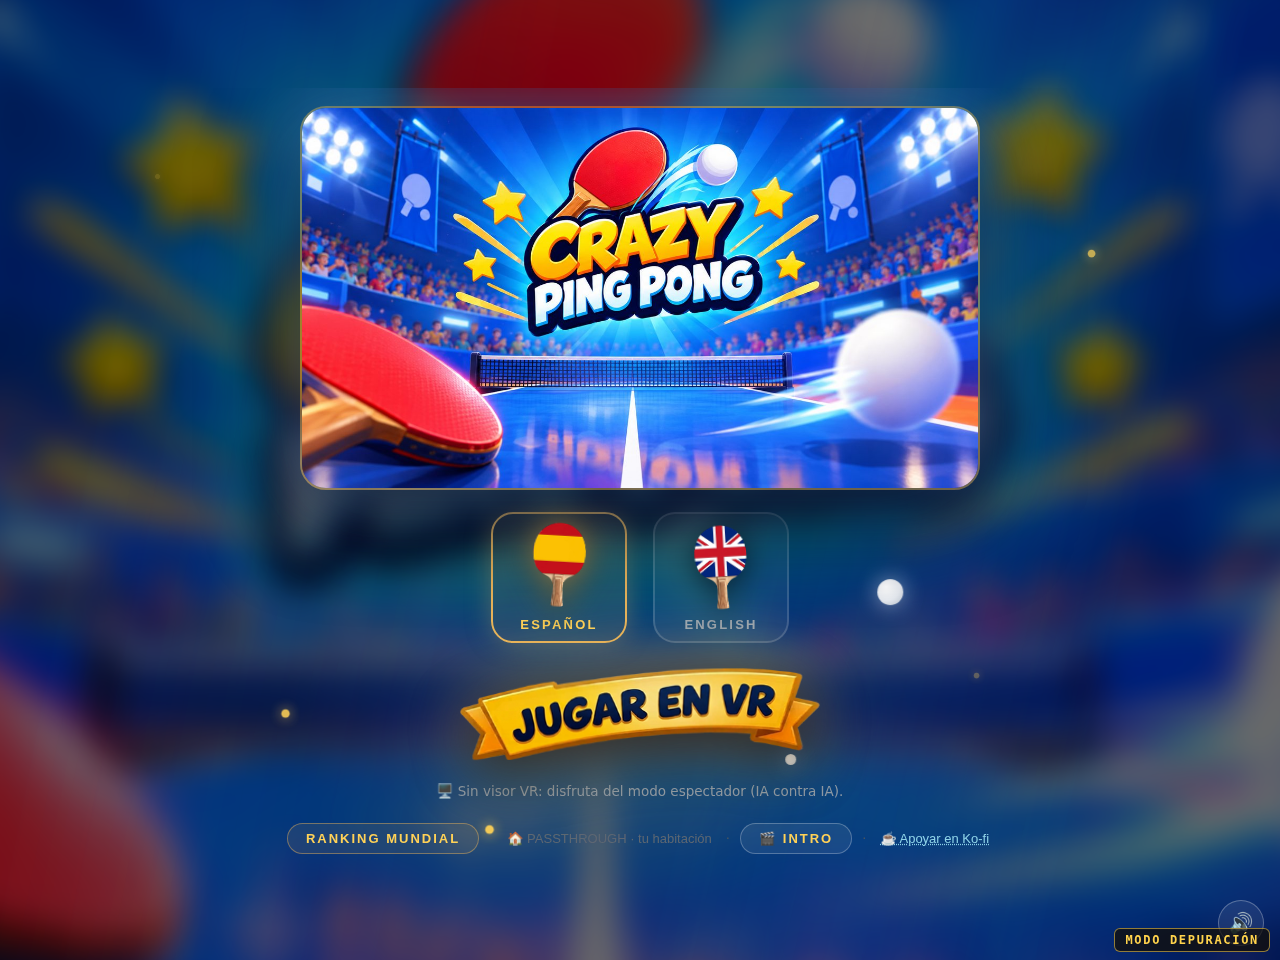 CRAZY
PING PONG
ESPAÑOL
ENGLISH
JUGAR EN VR
Sin visor VR: disfruta del modo espectador (IA contra IA).
RANKING MUNDIAL
PASSTHROUGH · tu habitación
·
INTRO
·
Apoyar en Ko-fi
MODO DEPURACIÓN